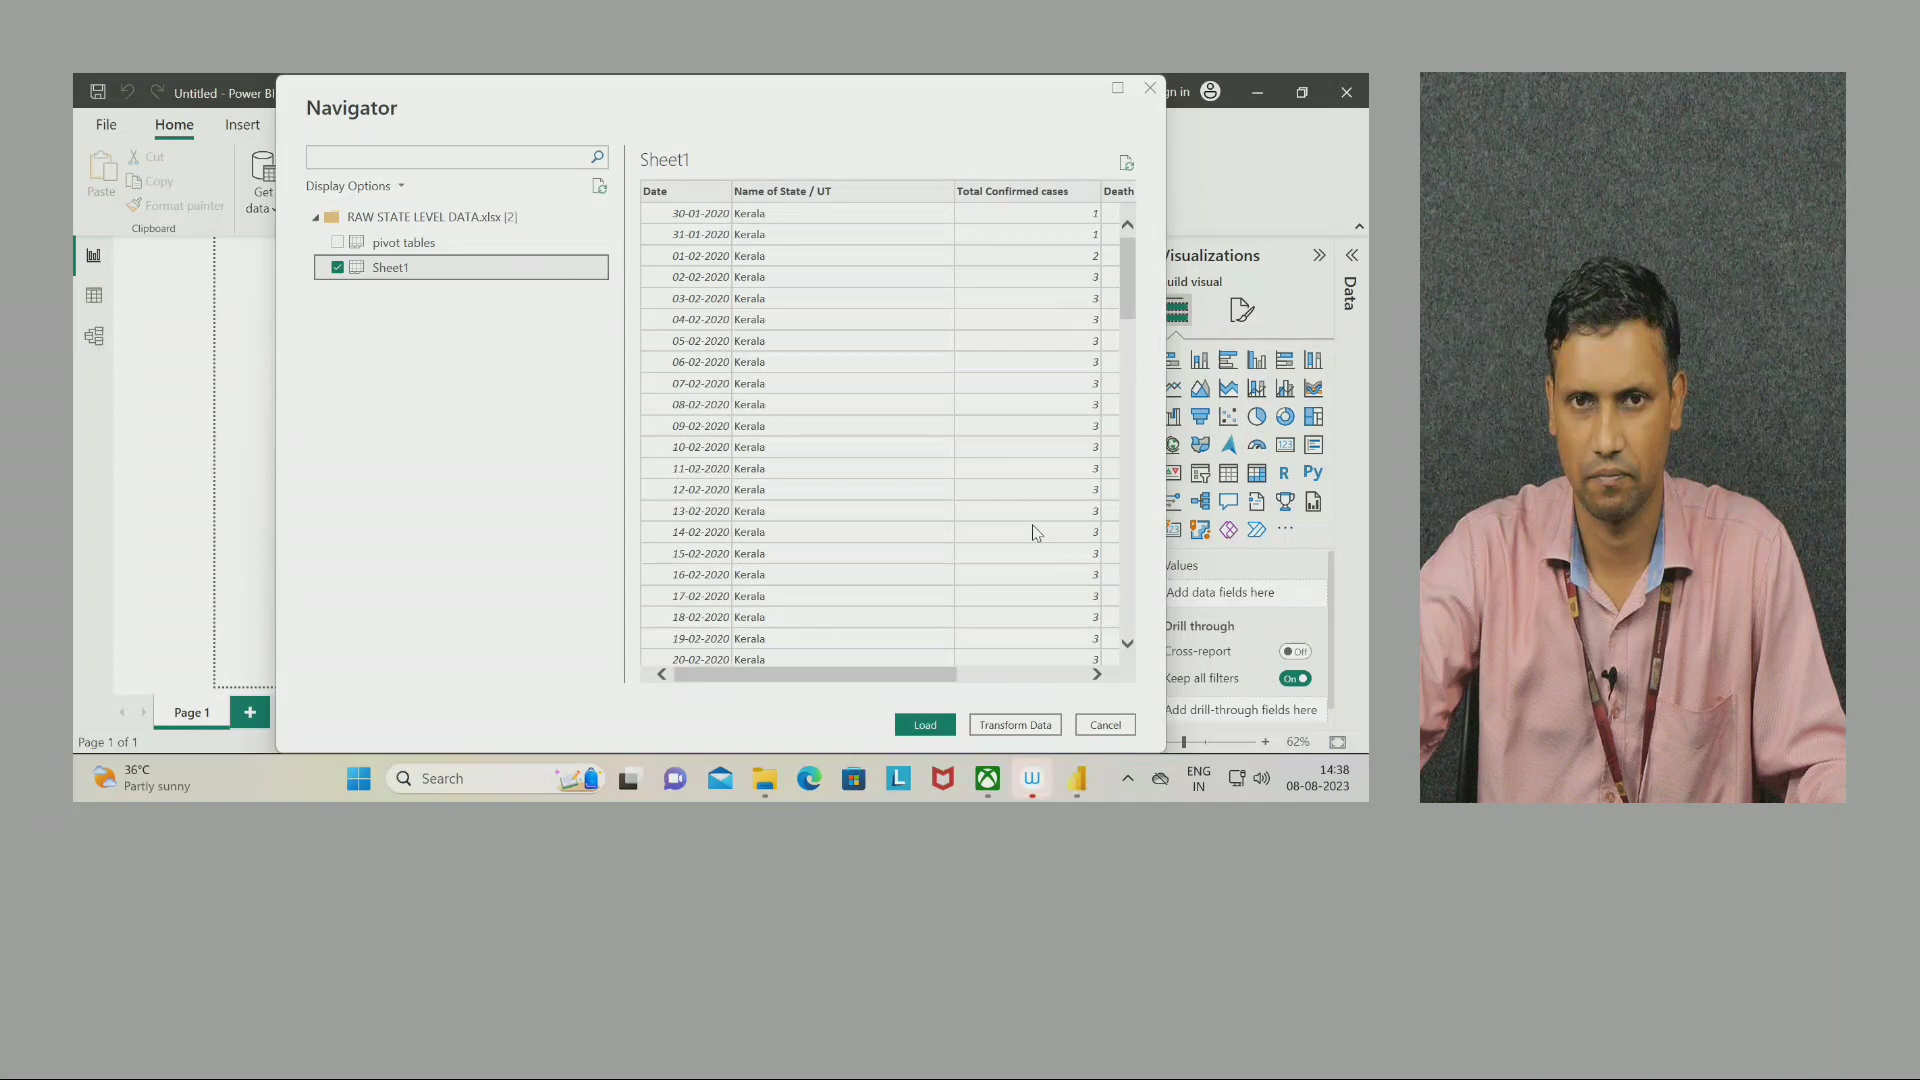 Untitled - Power BI
gn in
File
Home
Insert
Paste
Cut
Copy
Format painter
Clipboard
Get
data
Page 1
Page 1 of 1
Navigator
Display Options
RAW STATE LEVEL DATA.xlsx [2]
pivot tables
Sheet1
Sheet1
Date Name of State / UT Total Confirmed cases Death
30-01-2020 Kerala 1
31-01-2020 Kerala 1
01-02-2020 Kerala 2
02-02-2020 Kerala 3
03-02-2020 Kerala 3
04-02-2020 Kerala 3
05-02-2020 Kerala 3
06-02-2020 Kerala 3
07-02-2020 Kerala 3
08-02-2020 Kerala 3
09-02-2020 Kerala 3
10-02-2020 Kerala 3
11-02-2020 Kerala 3
12-02-2020 Kerala 3
13-02-2020 Kerala 3
14-02-2020 Kerala 3
15-02-2020 Kerala 3
16-02-2020 Kerala 3
17-02-2020 Kerala 3
18-02-2020 Kerala 3
19-02-2020 Kerala 3
20-02-2020 Kerala 3
Load Transform Data Cancel
isualizations
uild visual
Data
123
R Py
123
Values
Add data fields here
Drill through
Cross-report Off
Keep all filters On
Add drill-through fields here
62%
36°C
Partly sunny
Search
L
W
ENG
IN
14:38
08-08-2023